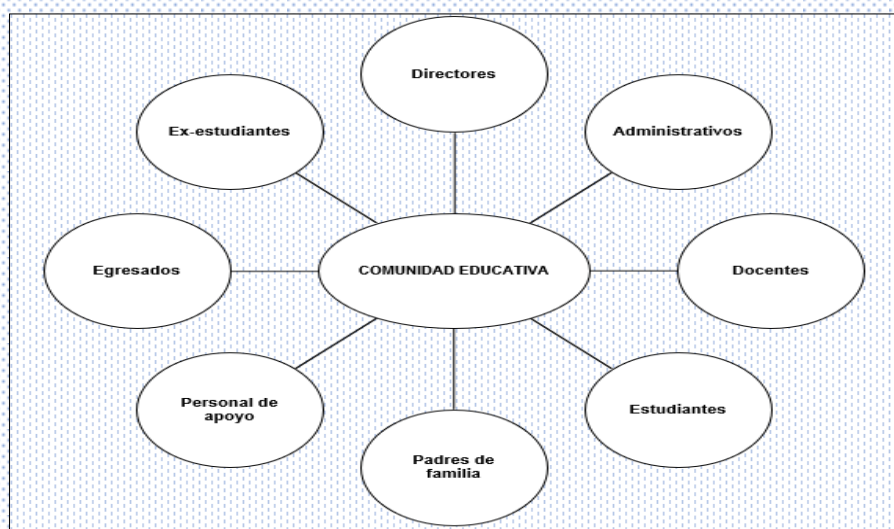 Directores
Ex-estudiantes
Administrativos
Egresados
COMUNIDAD EDUCATIVA
Docentes
Personal de
apoyo
Estudiantes
Padres de
familia